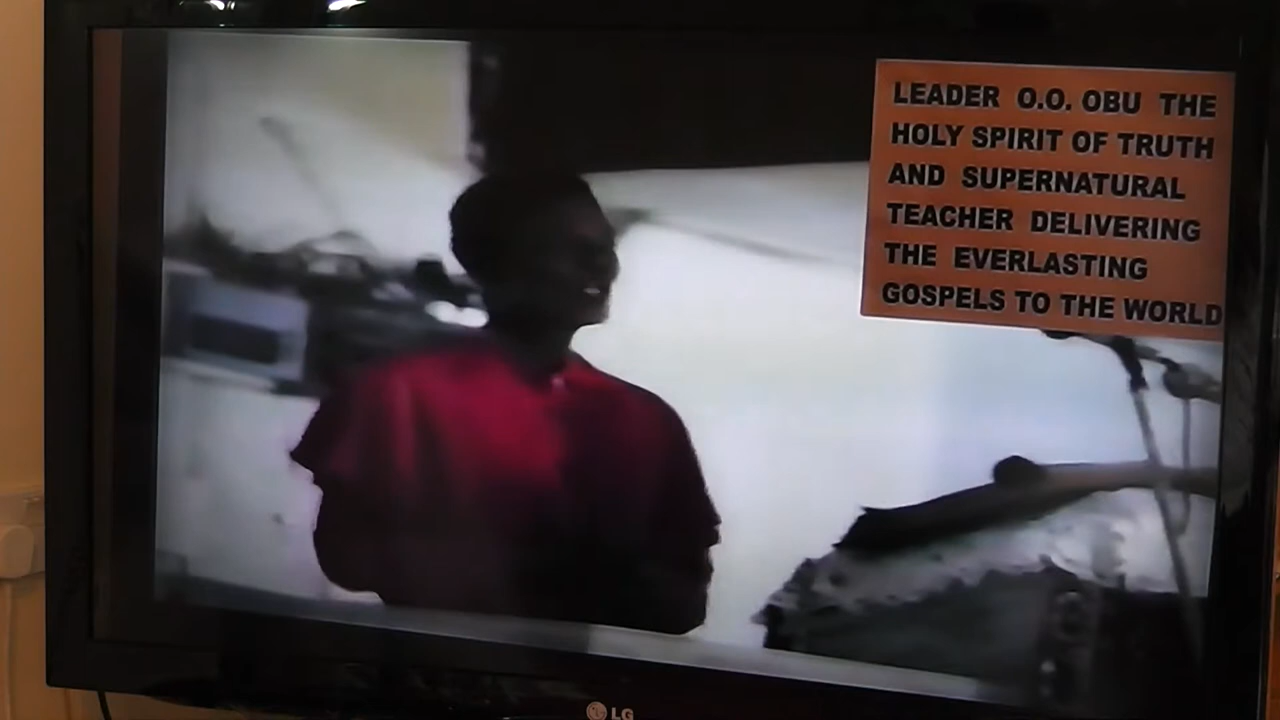 LEADER O.O. OBU THE
HOLY SPIRIT OF TRUTH
AND SUPERNATURAL
TEACHER DELIVERING
THE EVERLASTING
GOSPELS TO THE WORLD
LG